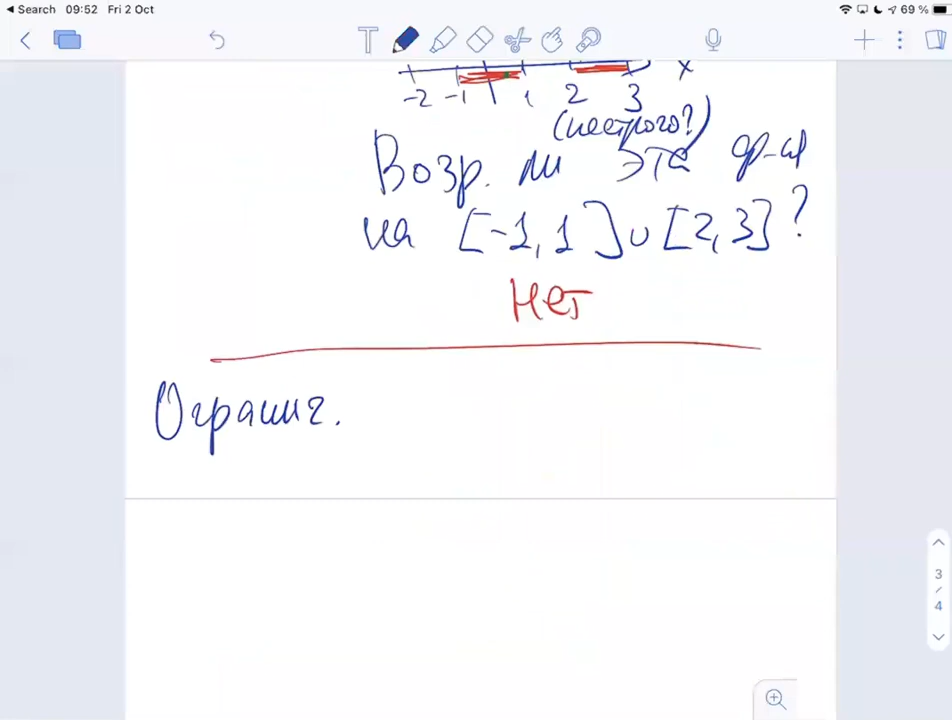 Search 09:52 Fri 2 Oct 69 %
T
x
-2 -1 1 2 3
(нестрого?)
Возр. ли эта ф-ия
на [-1, 1] ∪ [2, 3] ?
Нет
Огранич.
3
/
4